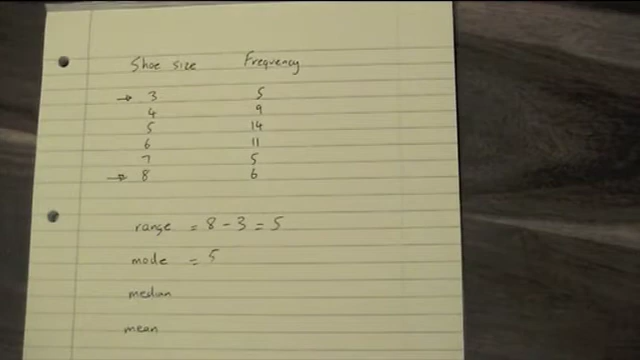 Shoe size Frequency
→ 3 5
4 9
5 14
6 11
7 5
→ 8 6
range = 8 - 3 = 5
mode = 5
median
mean